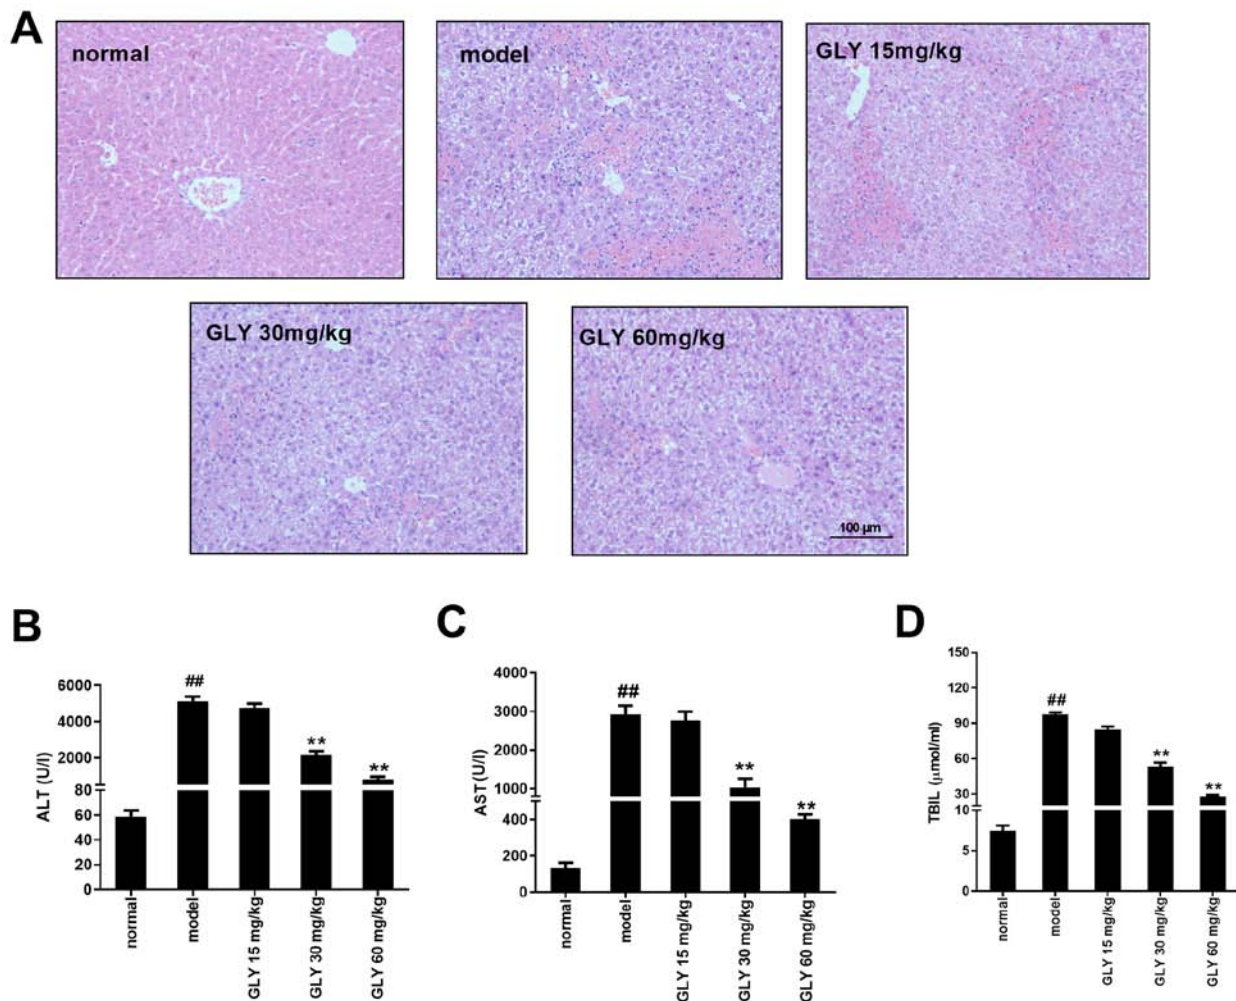 A
normal
model
GLY 15mg/kg
GLY 30mg/kg
GLY 60mg/kg
100 µm
B
ALT (U/l)
6000
4000
2000
80
60
40
20
0
##
**
**
normal
model
GLY 15 mg/kg
GLY 30 mg/kg
GLY 60 mg/kg
C
AST (U/l)
4000
3000
2000
1000
400
200
0
##
**
**
normal
model
GLY 15 mg/kg
GLY 30 mg/kg
GLY 60 mg/kg
D
TBIL (µmol/ml)
150
120
90
60
30
10
5
0
##
**
**
normal
model
GLY 15 mg/kg
GLY 30 mg/kg
GLY 60 mg/kg